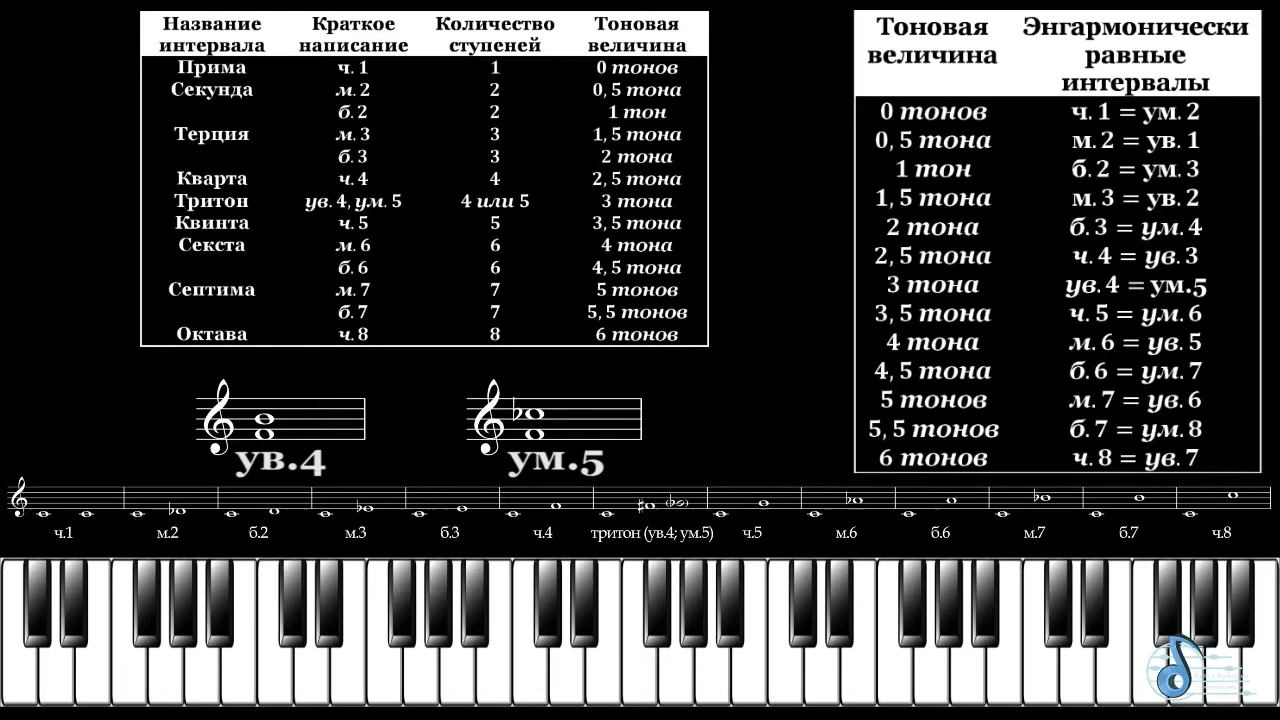 Название интервала Краткое написание Количество ступеней Тоновая величина
Прима ч. 1 1 0 тонов
Секунда м. 2 2 0, 5 тона
б. 2 2 1 тон
Терция м. 3 3 1, 5 тона
б. 3 3 2 тона
Кварта ч. 4 4 2, 5 тона
Тритон ув. 4, ум. 5 4 или 5 3 тона
Квинта ч. 5 5 3, 5 тона
Секста м. 6 6 4 тона
б. 6 6 4, 5 тона
Септима м. 7 7 5 тонов
б. 7 7 5, 5 тонов
Октава ч. 8 8 6 тонов
Тоновая величина Энгармонически равные интервалы
0 тонов ч. 1 = ум. 2
0, 5 тона м. 2 = ув. 1
1 тон б. 2 = ум. 3
1, 5 тона м. 3 = ув. 2
2 тона б. 3 = ум. 4
2, 5 тона ч. 4 = ув. 3
3 тона ув. 4 = ум.5
3, 5 тона ч. 5 = ум. 6
4 тона м. 6 = ув. 5
4, 5 тона б. 6 = ум. 7
5 тонов м. 7 = ув. 6
5, 5 тонов б. 7 = ум. 8
6 тонов ч. 8 = ув. 7
ув.4 ум.5
ч.1 м.2 б.2 м.3 б.3 ч.4 тритон (ув.4; ум.5) ч.5 м.6 б.6 м.7 б.7 ч.8